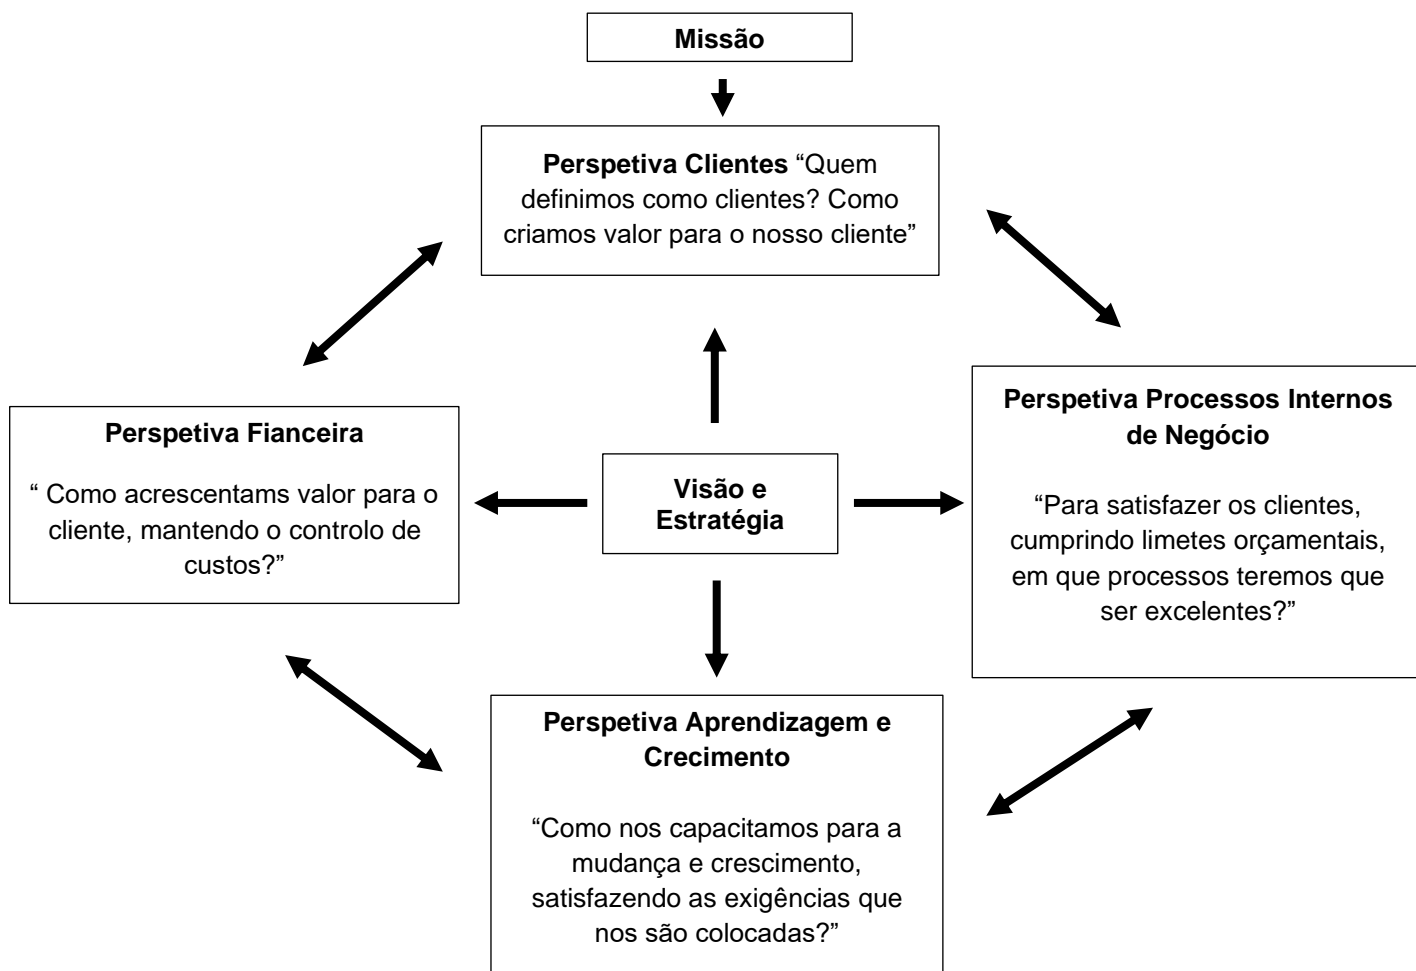 Missão
Perspetiva Clientes “Quem
definimos como clientes? Como
criamos valor para o nosso cliente”
Perspetiva Fianceira
“ Como acrescentams valor para o
cliente, mantendo o controlo de
custos?”
Visão e
Estratégia
Perspetiva Processos Internos
de Negócio
“Para satisfazer os clientes,
cumprindo limetes orçamentais,
em que processos teremos que
ser excelentes?”
Perspetiva Aprendizagem e
Crecimento
“Como nos capacitamos para a
mudança e crescimento,
satisfazendo as exigências que
nos são colocadas?”